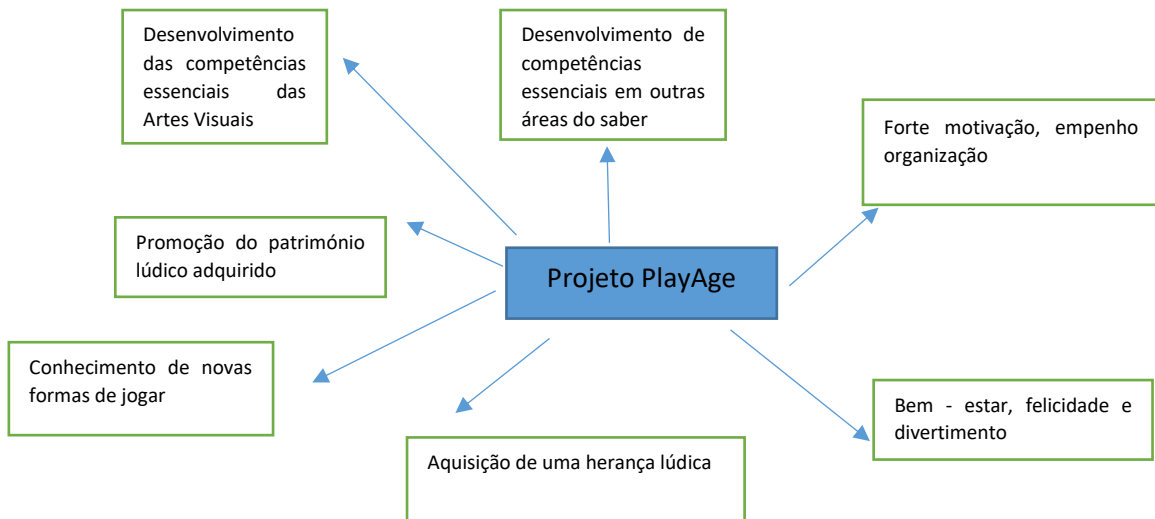 Desenvolvimento
das competências
essenciais das
Artes Visuais
Desenvolvimento de
competências
essenciais em outras
áreas do saber
Forte motivação, empenho
organização
Promoção do património
lúdico adquirido
Projeto PlayAge
Conhecimento de novas
formas de jogar
Bem - estar, felicidade e
divertimento
Aquisição de uma herança lúdica